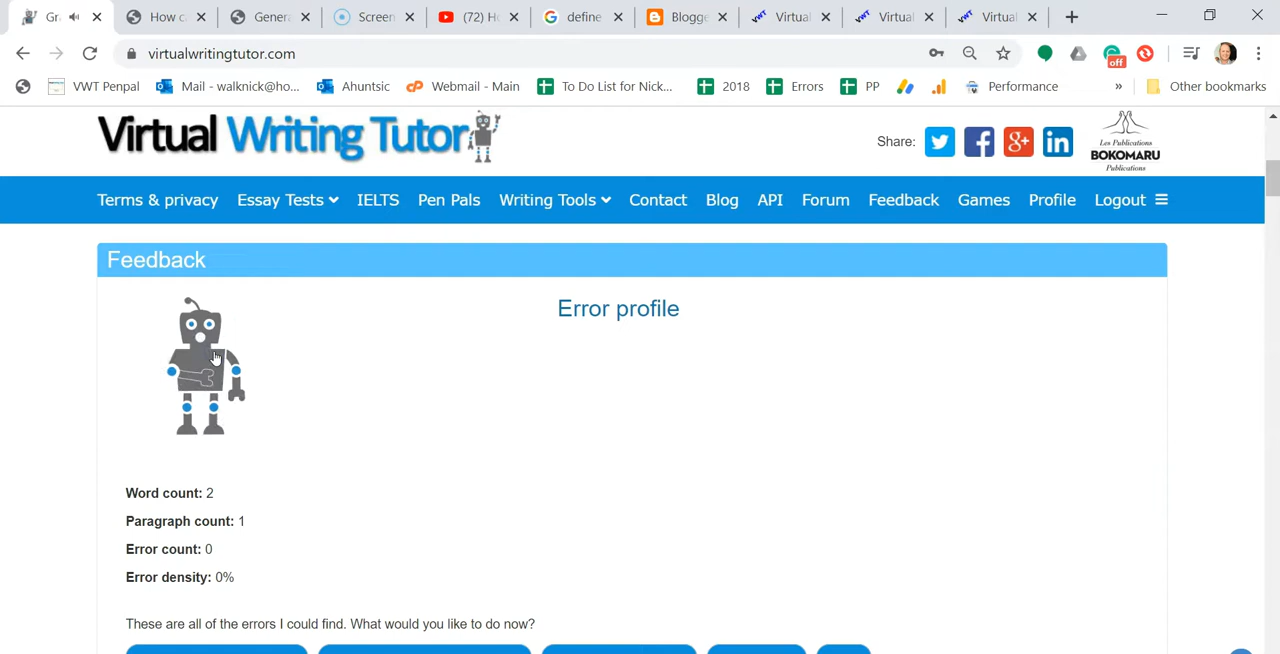 Gr
How c
Genera
Screen
(72) H
define
Blogge
Virtual
Virtual
Virtual
virtualwritingtutor.com
off
VWT Penpal
Mail - walknick@ho...
Ahuntsic
Webmail - Main
To Do List for Nick...
2018
Errors
PP
Performance
»
Other bookmarks
Virtual Writing Tutor
Share:
Les Publications
BOKOMARU
Publications
Terms & privacy Essay Tests IELTS Pen Pals Writing Tools Contact Blog API Forum Feedback Games Profile Logout
Feedback
Error profile
Word count: 2
Paragraph count: 1
Error count: 0
Error density: 0%
These are all of the errors I could find. What would you like to do now?